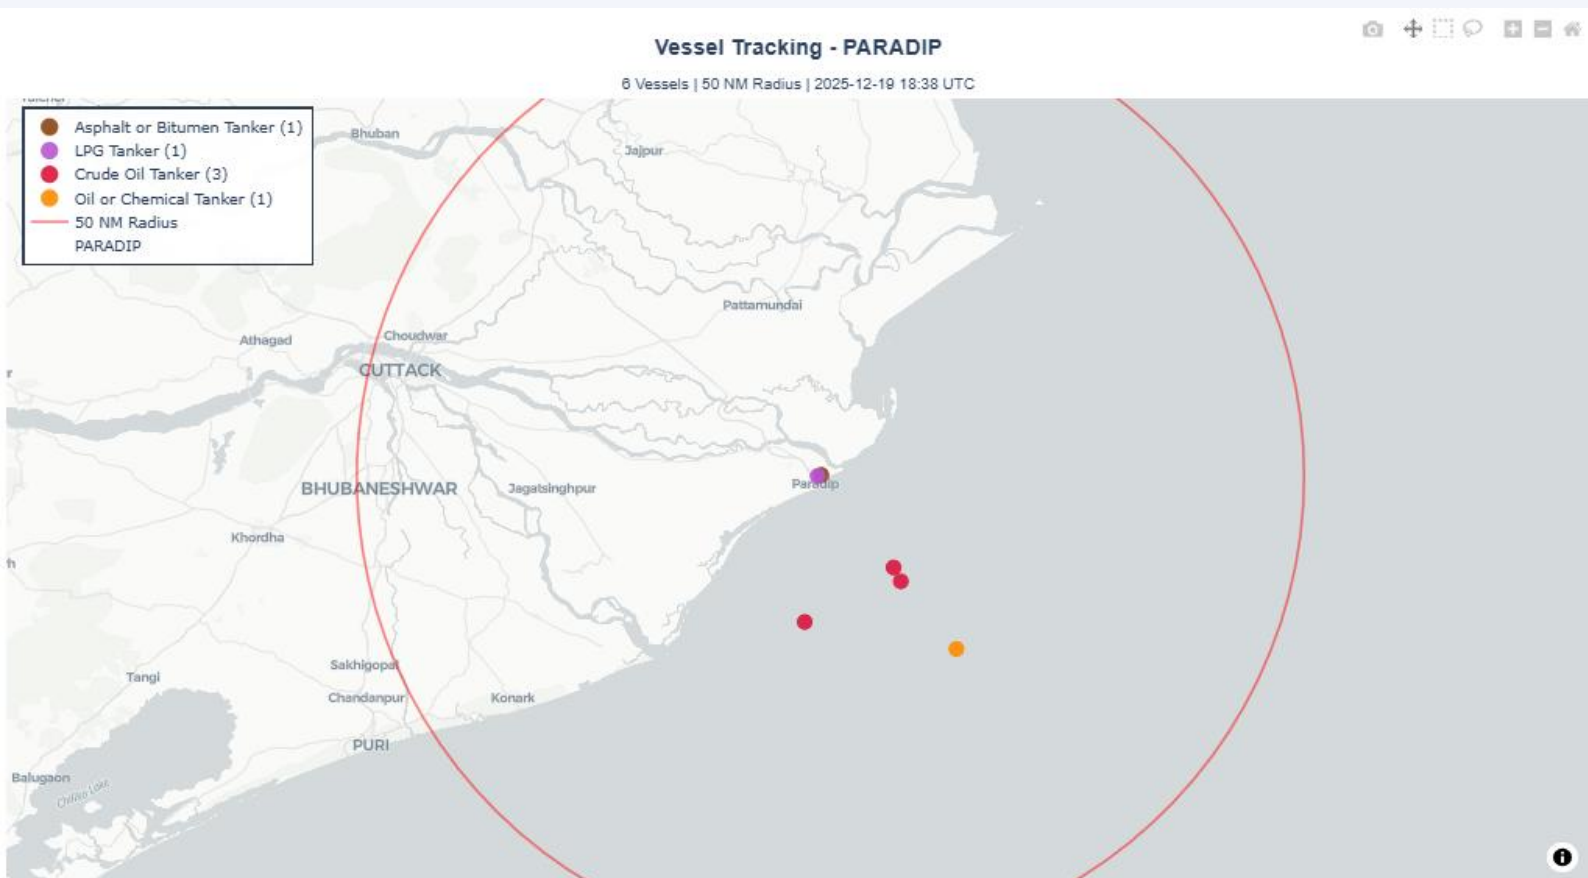 Vessel Tracking - PARADIP
6 Vessels | 50 NM Radius | 2025-12-19 18:38 UTC
Asphalt or Bitumen Tanker (1)
LPG Tanker (1)
Crude Oil Tanker (3)
Oil or Chemical Tanker (1)
50 NM Radius
PARADIP
Bhuban
Jajpur
Pattamundai
Athagad
Choudwar
CUTTACK
Paradip
BHUBANESHWAR
Jagatsinghpur
Khordha
Sakhigopal
Tangi
Chandanpur
Konark
PURI
Balugaon
Chilika Lake